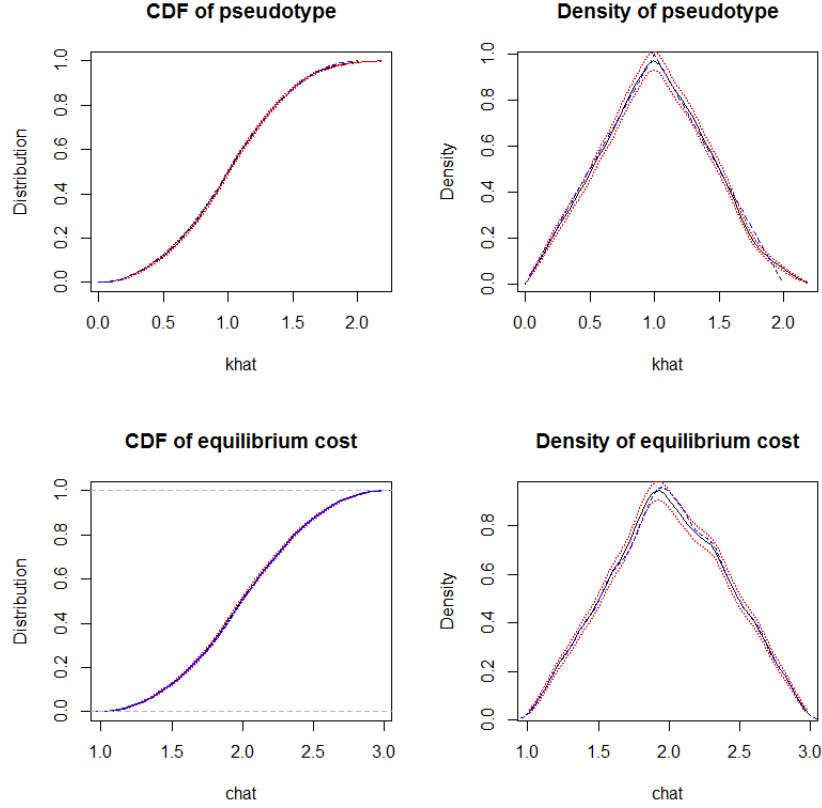 CDF of pseudotype
Distribution
0.0 0.2 0.4 0.6 0.8 1.0
0.0 0.5 1.0 1.5 2.0
khat
Density of pseudotype
Density
0.0 0.2 0.4 0.6 0.8 1.0
0.0 0.5 1.0 1.5 2.0
khat
CDF of equilibrium cost
Distribution
0.0 0.2 0.4 0.6 0.8 1.0
1.0 1.5 2.0 2.5 3.0
chat
Density of equilibrium cost
Density
0.0 0.2 0.4 0.6 0.8
1.0 1.5 2.0 2.5 3.0
chat